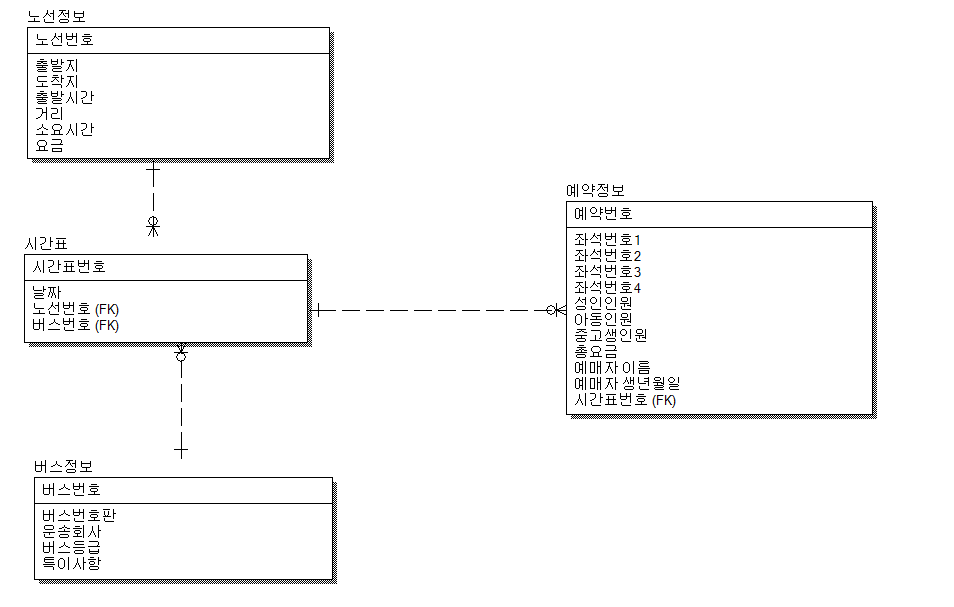 노선정보
노선번호
출발지
도착지
출발시간
거리
소요시간
요금
시간표
시간표번호
날짜
노선번호 (FK)
버스번호 (FK)
버스정보
버스번호
버스번호판
운송회사
버스등급
특이사항
예약정보
예약번호
좌석번호1
좌석번호2
좌석번호3
좌석번호4
성인인원
아동인원
중고생인원
총요금
예매자 이름
예매자 생년월일
시간표번호 (FK)